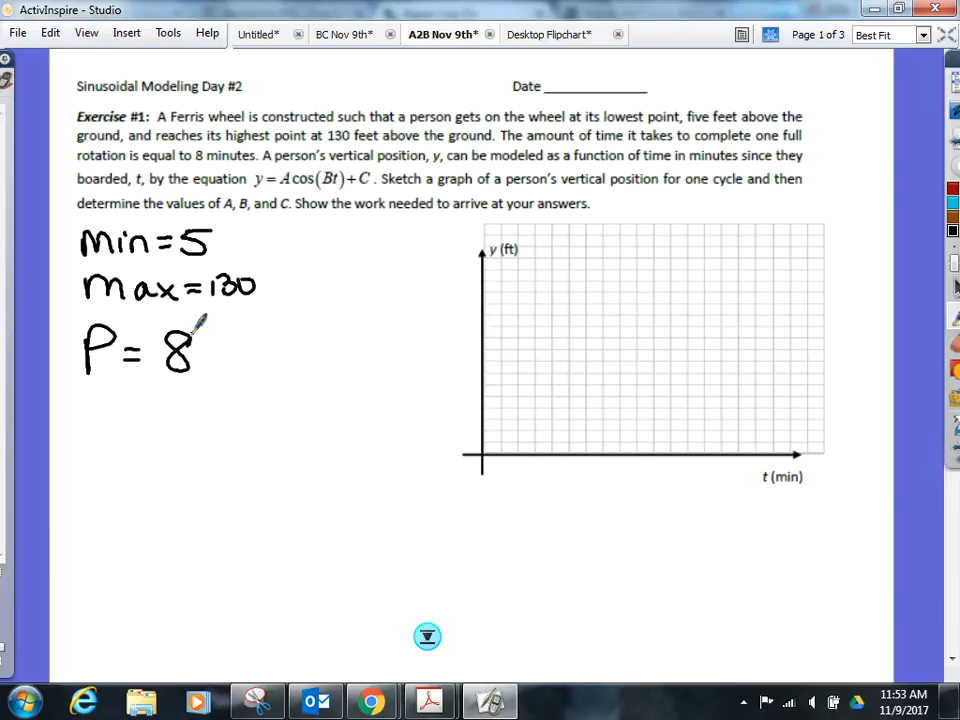 ActivInspire - Studio
File Edit View Insert Tools Help Untitled* BC Nov 9th* A2B Nov 9th* Desktop Flipchart* Page 1 of 3 Best Fit
Sinusoidal Modeling Day #2 Date ____________
Exercise #1: A Ferris wheel is constructed such that a person gets on the wheel at its lowest point, five feet above the
ground, and reaches its highest point at 130 feet above the ground. The amount of time it takes to complete one full
rotation is equal to 8 minutes. A person's vertical position, y, can be modeled as a function of time in minutes since they
boarded, t, by the equation y = A cos(Bt) + C . Sketch a graph of a person's vertical position for one cycle and then
determine the values of A, B, and C. Show the work needed to arrive at your answers.
min = 5
max = 130
P = 8
y (ft)
t (min)
11:53 AM
11/9/2017